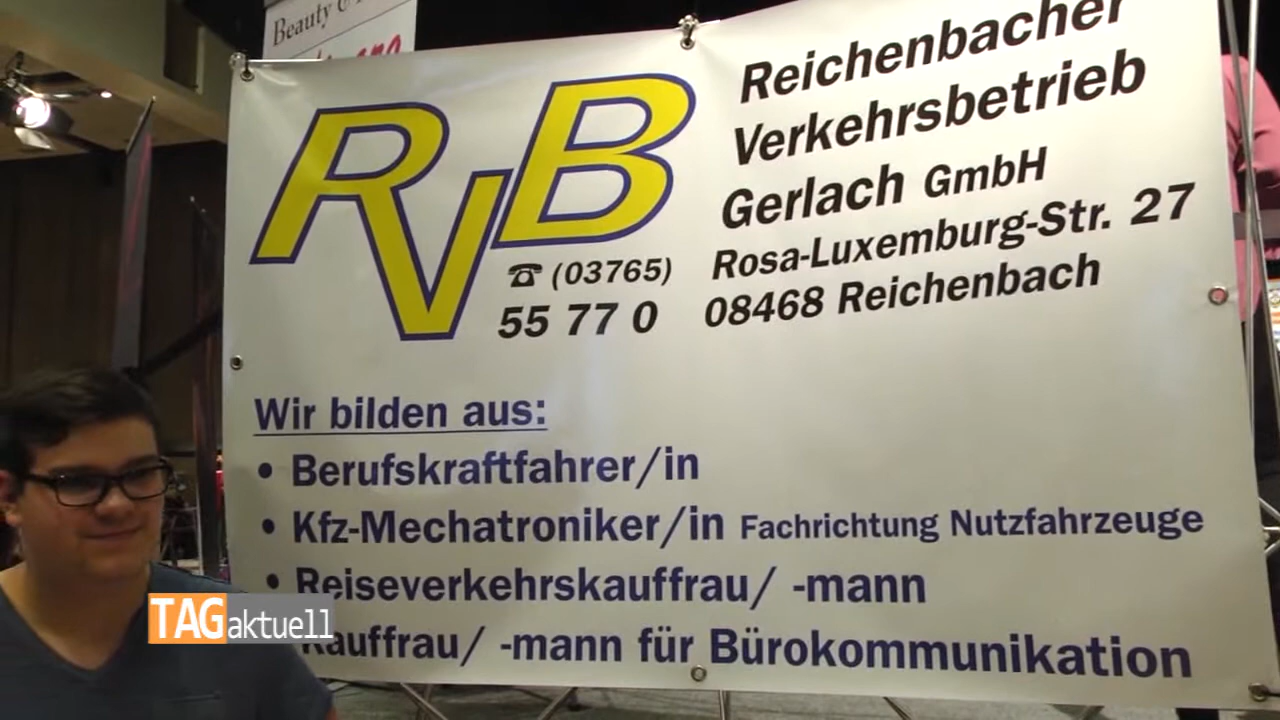 Beauty &
RVB
Reichenbacher
Verkehrsbetrieb
Gerlach GmbH
Rosa-Luxemburg-Str. 27
08468 Reichenbach
☎ (03765)
55 77 0
Wir bilden aus:
• Berufskraftfahrer/in
• Kfz-Mechatroniker/in Fachrichtung Nutzfahrzeuge
• Reiseverkehrskauffrau/ -mann
Kauffrau/ -mann für Bürokommunikation
TAGaktuell